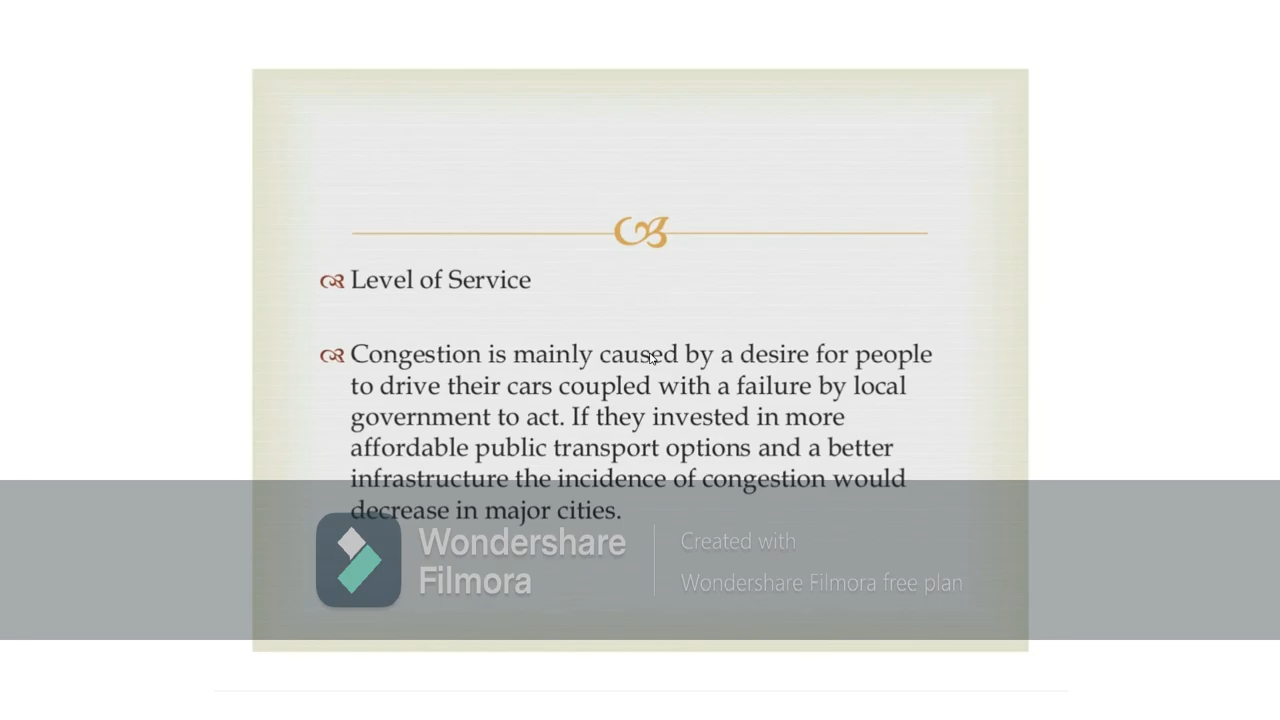 Level of Service
Congestion is mainly caused by a desire for people
to drive their cars coupled with a failure by local
government to act. If they invested in more
affordable public transport options and a better
infrastructure the incidence of congestion would
decrease in major cities.
Wondershare
Filmora
Created with
Wondershare Filmora free plan